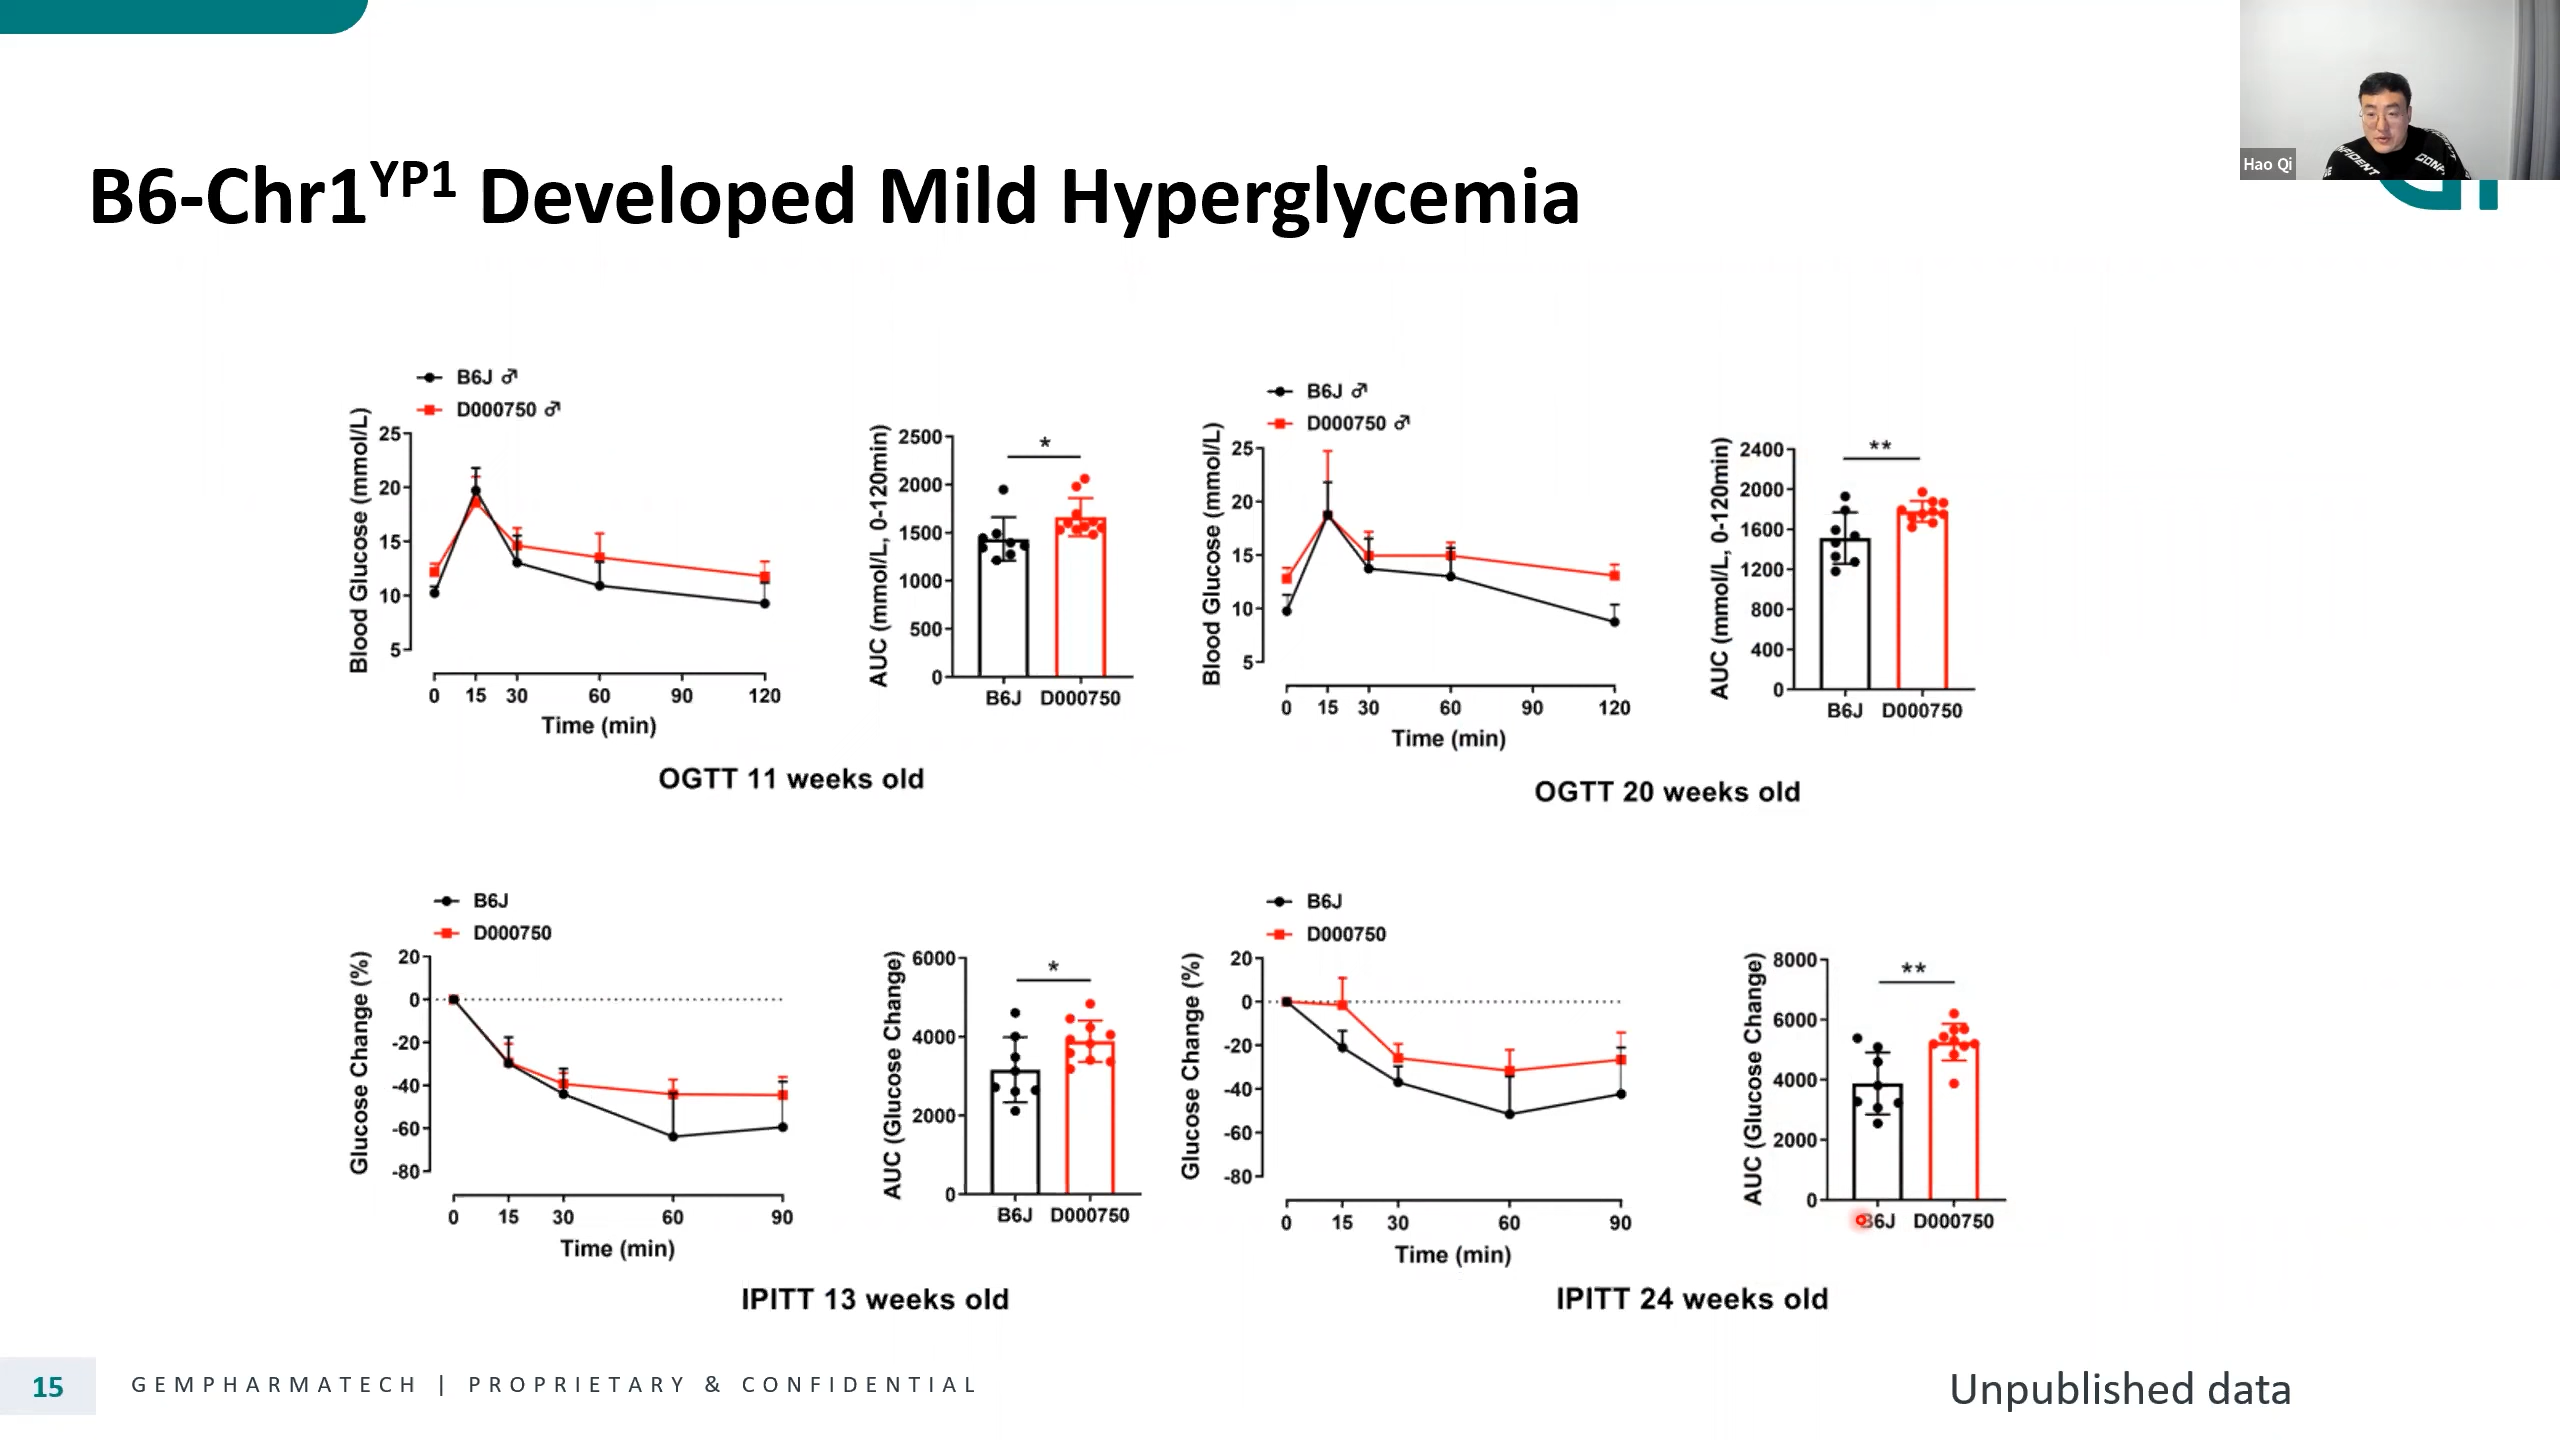 Hao Qi
B6-Chr1YP1 Developed Mild Hyperglycemia
B6J ♂
D000750 ♂
Blood Glucose (mmol/L)
25
20
15
10
5
0 15 30 60 90 120
Time (min)
AUC (mmol/L, 0-120min)
2500
2000
1500
1000
500
0
*
B6J D000750
OGTT 11 weeks old
B6J ♂
D000750 ♂
Blood Glucose (mmol/L)
25
20
15
10
5
0 15 30 60 90 120
Time (min)
AUC (mmol/L, 0-120min)
2400
2000
1600
1200
800
400
0
**
B6J D000750
OGTT 20 weeks old
B6J
D000750
Glucose Change (%)
20
0
-20
-40
-60
-80
0 15 30 60 90
Time (min)
AUC (Glucose Change)
6000
4000
2000
0
*
B6J D000750
IPITT 13 weeks old
B6J
D000750
Glucose Change (%)
20
0
-20
-40
-60
-80
0 15 30 60 90
Time (min)
AUC (Glucose Change)
8000
6000
4000
2000
0
**
B6J D000750
IPITT 24 weeks old
15
GEMPHARMATECH | PROPRIETARY & CONFIDENTIAL
Unpublished data